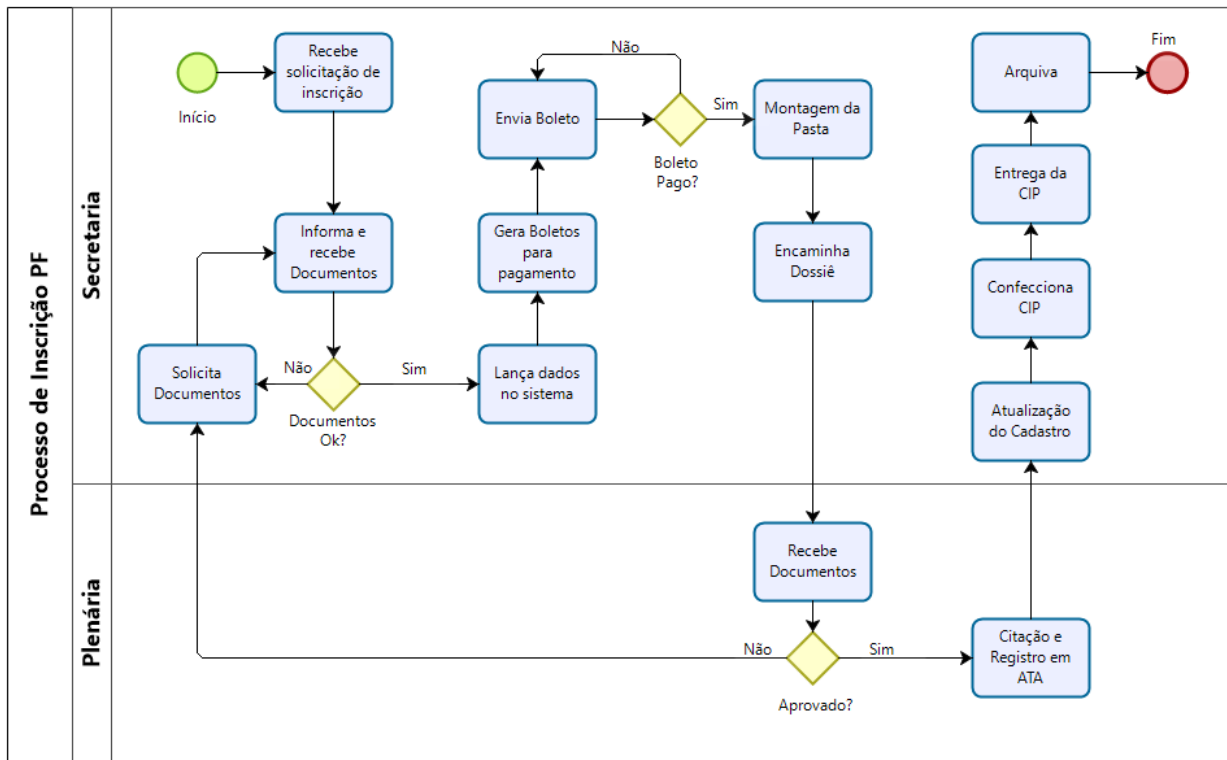 Processo de Inscrição PF
Secretaria
Início
Recebe
solicitação de
inscrição
Informa e
recebe
Documentos
Documentos
Ok?
Não
Solicita
Documentos
Sim
Lança dados
no sistema
Gera Boletos
para
pagamento
Envia Boleto
Boleto
Pago?
Não
Sim
Montagem da
Pasta
Encaminha
Dossiê
Plenária
Recebe
Documentos
Aprovado?
Não
Sim
Citação e
Registro em
ATA
Atualização
do Cadastro
Confecciona
CIP
Entrega da
CIP
Arquiva
Fim